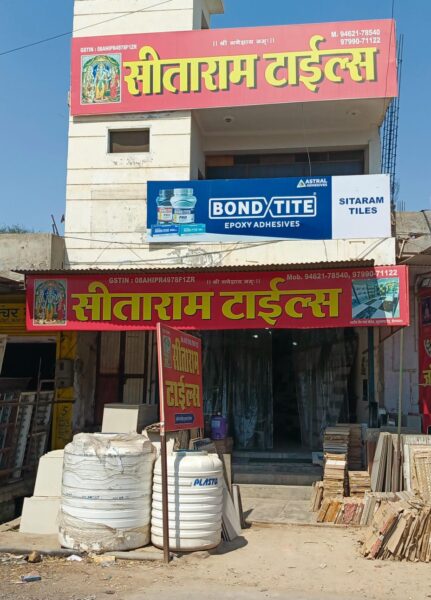 || श्री गणेशाय नमः ||
GSTIN : 08AHIPR4978F1ZR
M. 94621-78540
97990-71122
सीताराम टाईल्स
ASTRAL
ADHESIVES
BOND/TITE
EPOXY ADHESIVES
SITARAM
TILES
GSTIN : 08AHIPR4978F1ZR
|| श्री गणेशाय नमः ||
Mob. 94621-78540, 97990-71122
सीताराम टाईल्स
सीताराम
टाईल्स
PLASTO